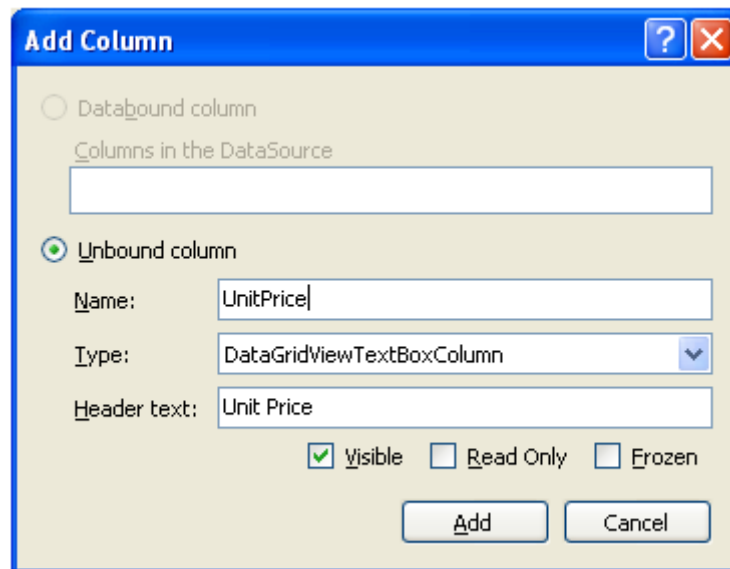 Add Column
Databound column
Columns in the DataSource
Unbound column
Name: UnitPrice
Type: DataGridViewTextBoxColumn
Header text: Unit Price
Visible Read Only Frozen
Add Cancel